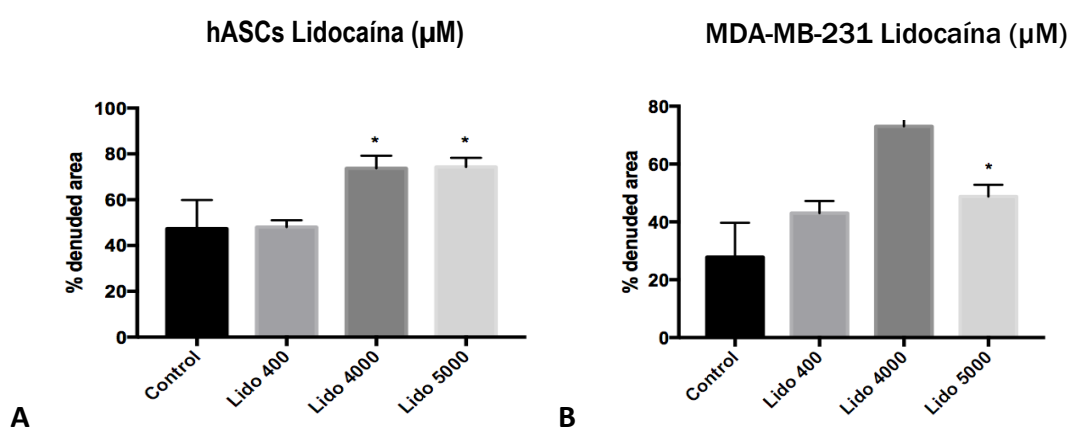 hASCs Lidocaína (µM)
% denuded area
100
80
60
40
20
0
*
*
Control
Lido 400
Lido 4000
Lido 5000
A
MDA-MB-231 Lidocaína (µM)
% denuded area
80
60
40
20
0
*
Control
Lido 400
Lido 4000
Lido 5000
B